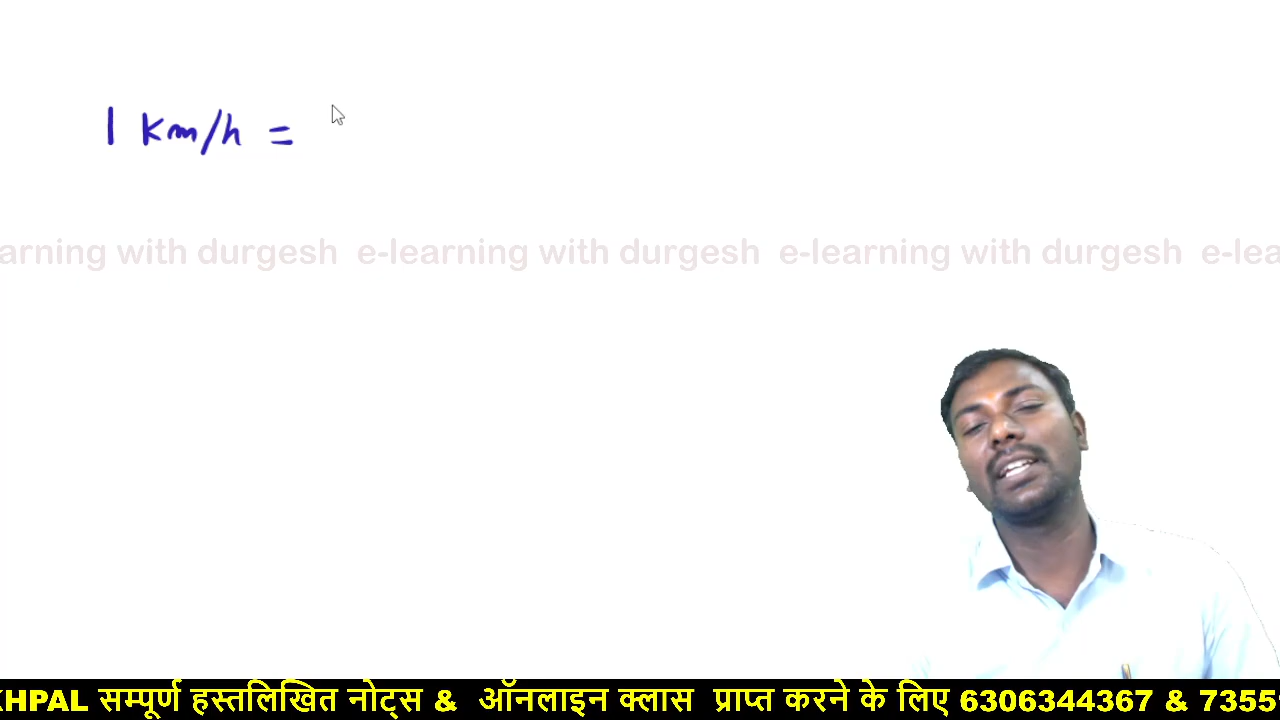 1 Km/h =
arning with durgesh e-learning with durgesh e-learning with durgesh e-lea
KHPAL सम्पूर्ण हस्तलिखित नोट्स & ऑनलाइन क्लास प्राप्त करने के लिए 6306344367 & 7355